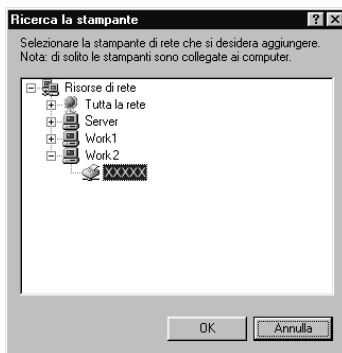 Ricerca la stampante
Selezionare la stampante di rete che si desidera aggiungere.
Nota: di solito le stampanti sono collegate ai computer.
Risorse di rete
Tutta la rete
Server
Work1
Work2
XXXXX
OK
Annulla